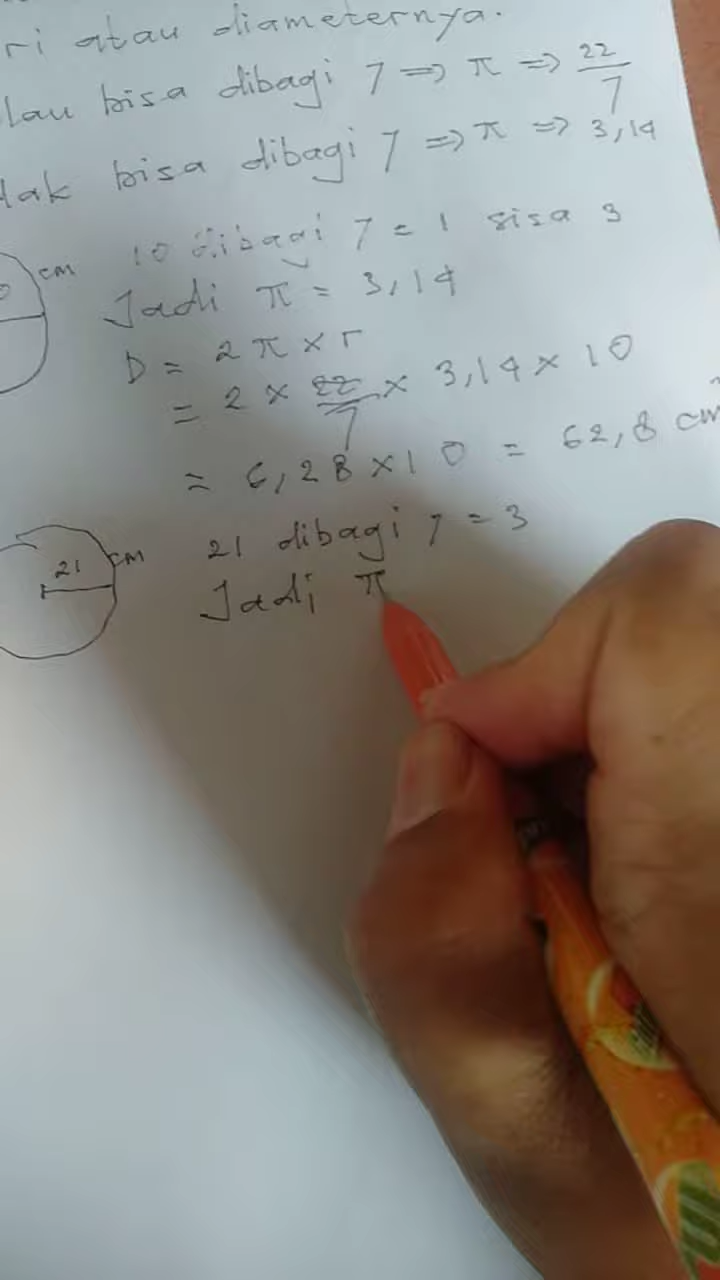 ri atau diameternya.
lau bisa dibagi 7 => π => 22/7
dak bisa dibagi 7 => π => 3,14
cm 10 dibagi 7 = 1 sisa 3
Jadi π = 3,14
D = 2 π × r
= 2 × 22/7 × 3,14 × 10
= 6,28 × 10 = 62,8 cm
21 cm 21 dibagi 7 = 3
Jadi π